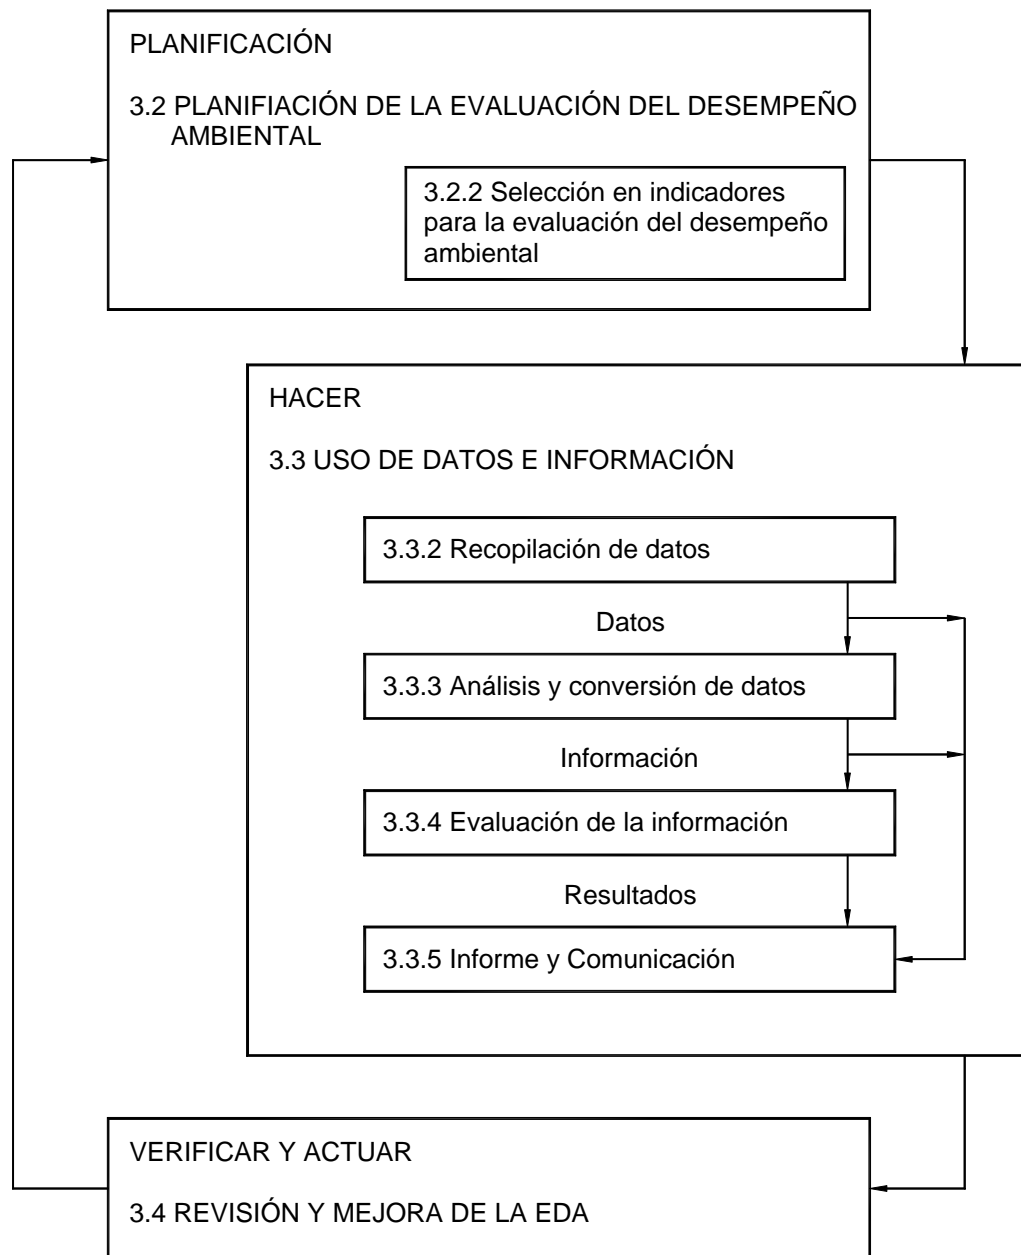 PLANIFICACIÓN
3.2 PLANIFIACIÓN DE LA EVALUACIÓN DEL DESEMPEÑO
AMBIENTAL
3.2.2 Selección en indicadores
para la evaluación del desempeño
ambiental
HACER
3.3 USO DE DATOS E INFORMACIÓN
3.3.2 Recopilación de datos
Datos
3.3.3 Análisis y conversión de datos
Información
3.3.4 Evaluación de la información
Resultados
3.3.5 Informe y Comunicación
VERIFICAR Y ACTUAR
3.4 REVISIÓN Y MEJORA DE LA EDA